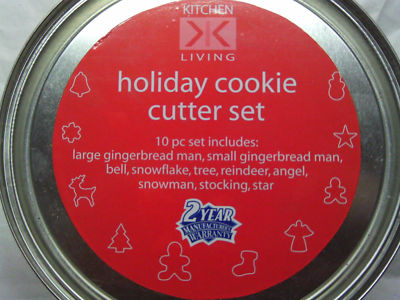 KITCHEN
LIVING
holiday cookie
cutter set
10 pc set includes:
large gingerbread man, small gingerbread man,
bell, snowflake, tree, reindeer, angel,
snowman, stocking, star
2 YEAR
MANUFACTURER'S
WARRANTY